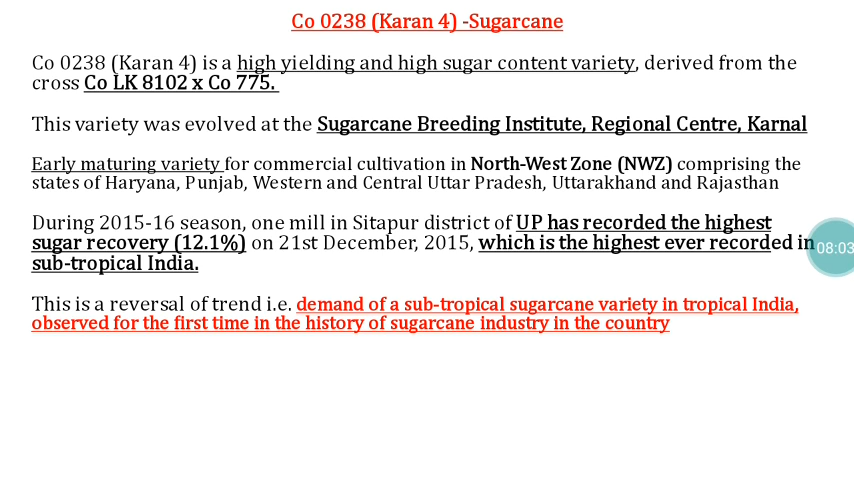 Co 0238 (Karan 4) -Sugarcane
Co 0238 (Karan 4) is a high yielding and high sugar content variety, derived from the
cross Co LK 8102 x Co 775.
This variety was evolved at the Sugarcane Breeding Institute, Regional Centre, Karnal
Early maturing variety for commercial cultivation in North-West Zone (NWZ) comprising the
states of Haryana, Punjab, Western and Central Uttar Pradesh, Uttarakhand and Rajasthan
During 2015-16 season, one mill in Sitapur district of UP has recorded the highest
sugar recovery (12.1%) on 21st December, 2015, which is the highest ever recorded in
08:03
sub-tropical India.
This is a reversal of trend i.e. demand of a sub-tropical sugarcane variety in tropical India,
observed for the first time in the history of sugarcane industry in the country